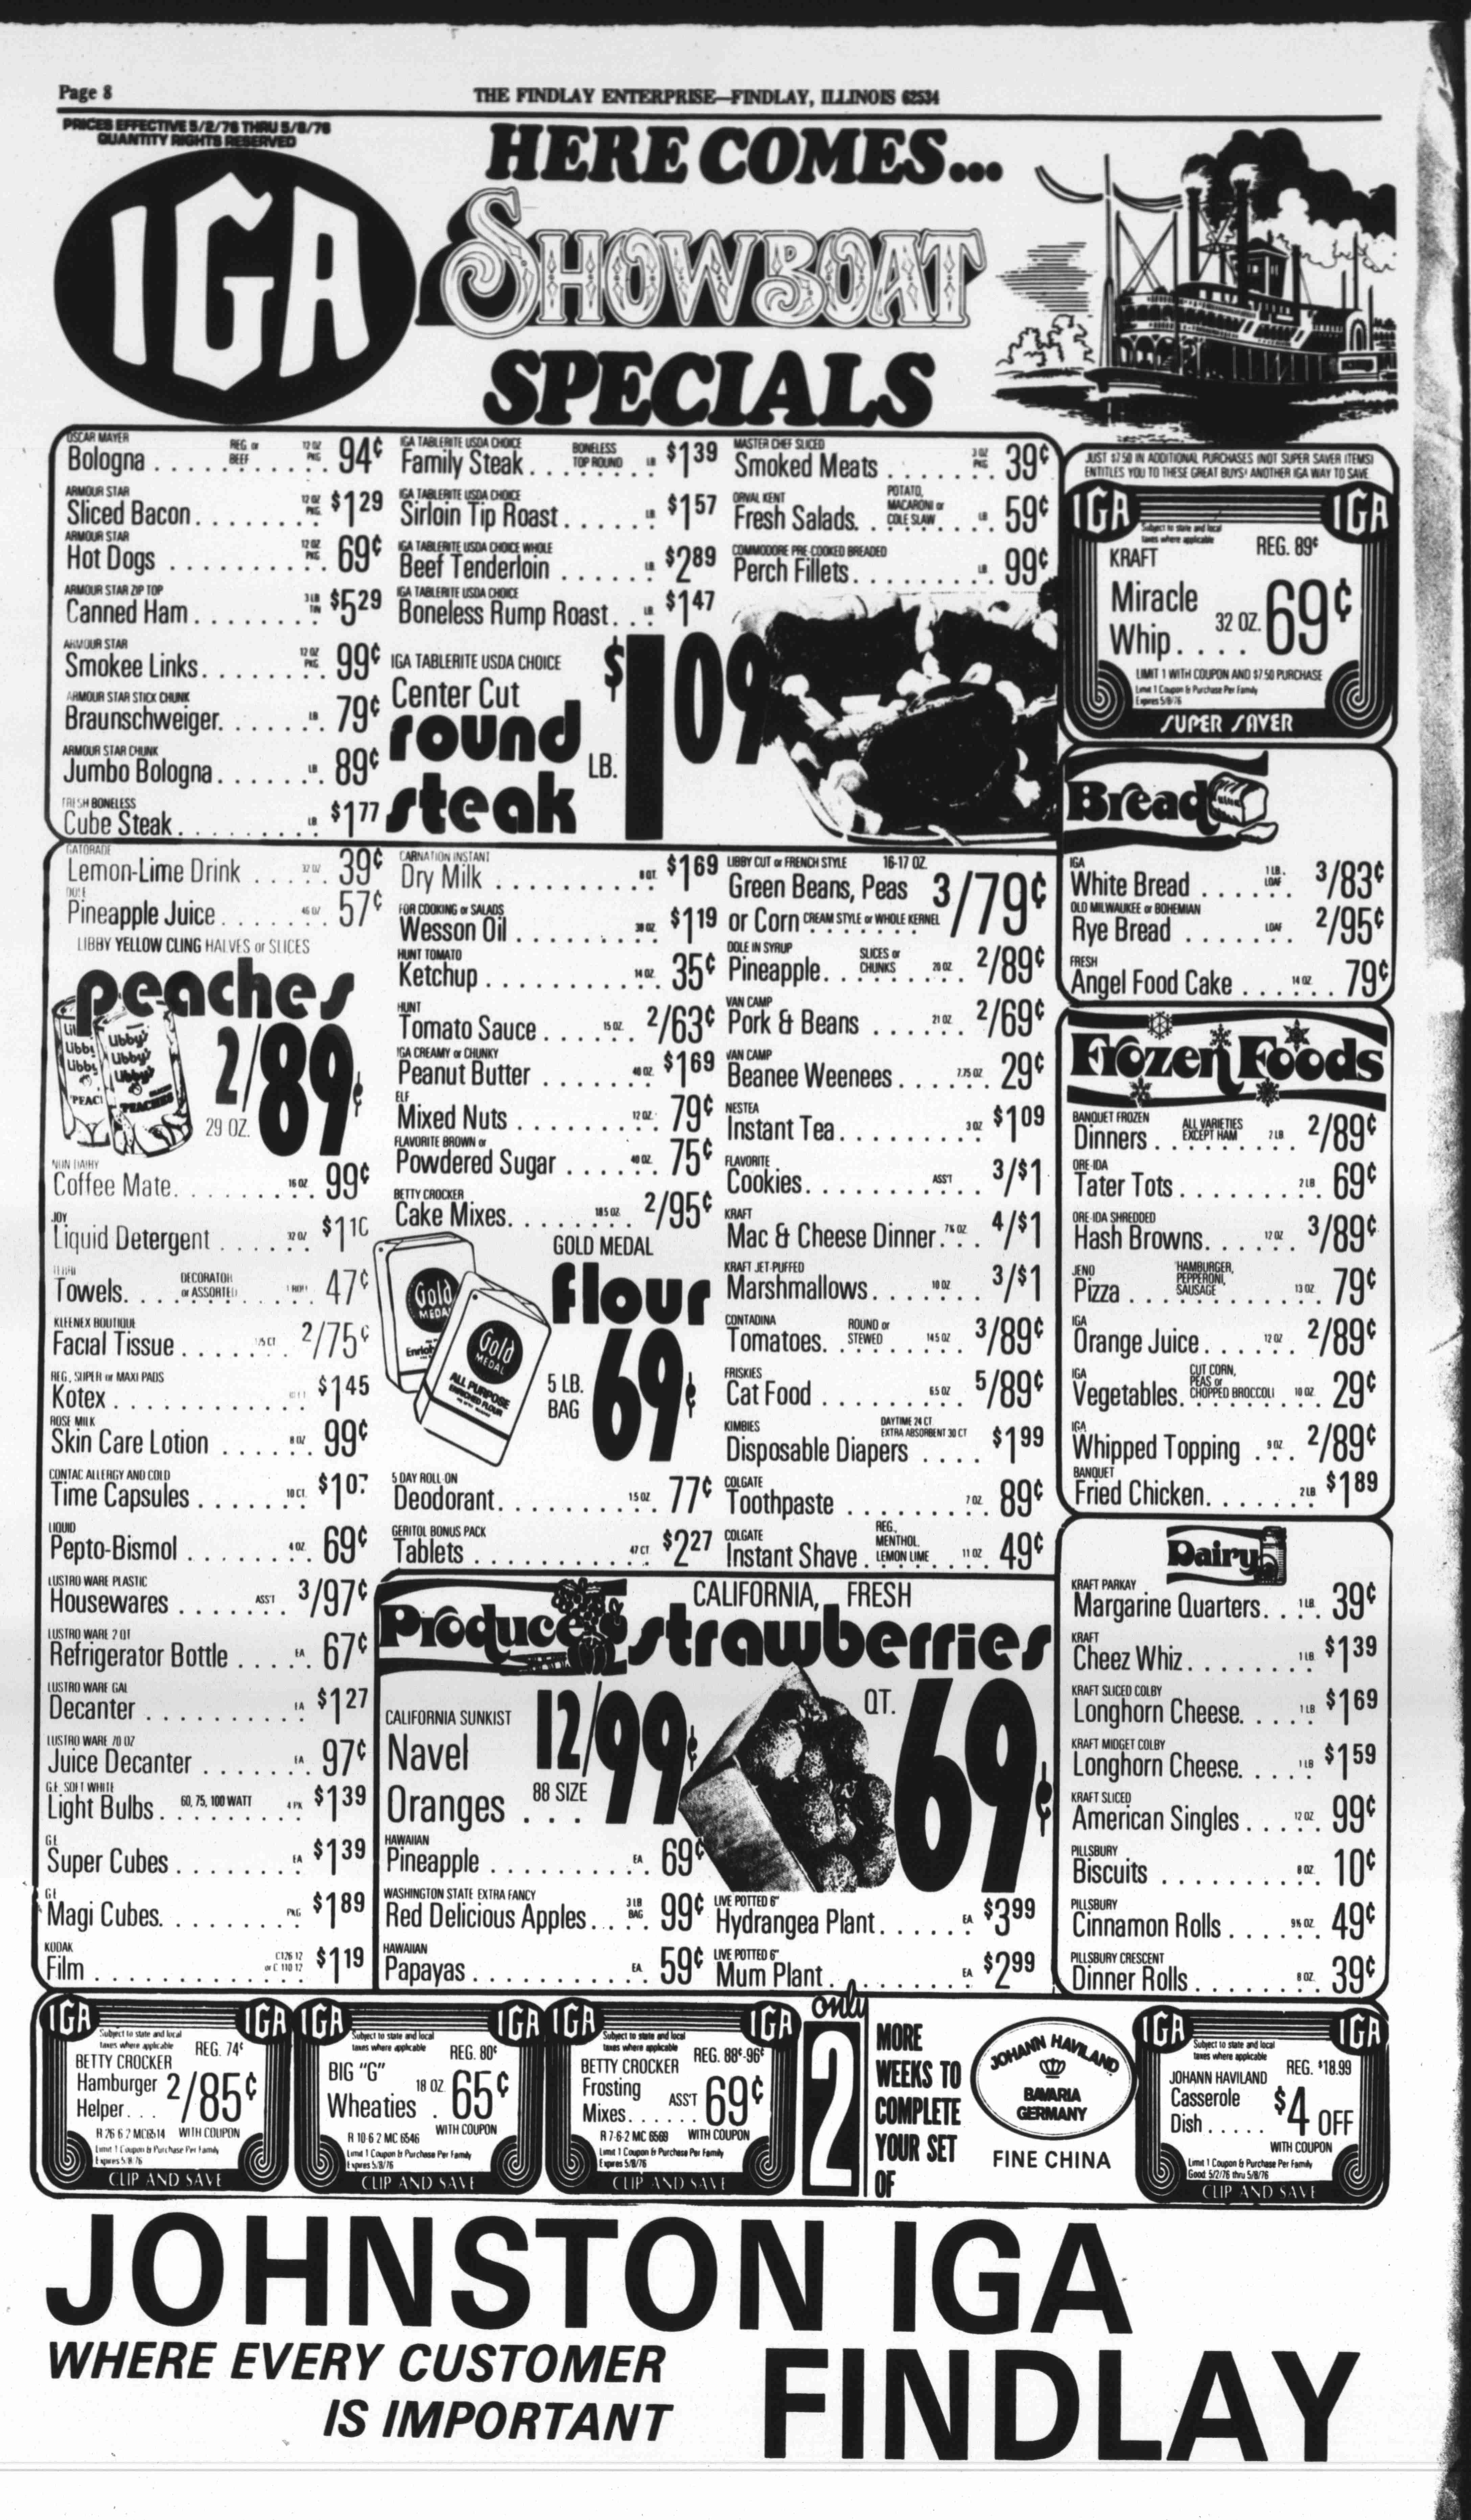 Page 8
THE FINDLAY ENTERPRISE—FINDLAY, ILLINOIS 62534
PRICES EFFECTIVE 5/2/76 THRU 5/8/76
QUANTITY RIGHTS RESERVED
IGA
HERE COMES...
SHOWBOAT
SPECIALS
OSCAR MAYER
Bologna REG. or BEEF 12 OZ PKG 94¢
ARMOUR STAR
Sliced Bacon 12 OZ PKG. $1 29
ARMOUR STAR
Hot Dogs 12 OZ PKG 69¢
ARMOUR STAR ZIP TOP
Canned Ham 3 LB TIN $5 29
ARMOUR STAR
Smokee Links 12 OZ PKG 99¢
ARMOUR STAR STICK CHUNK
Braunschweiger LB 79¢
ARMOUR STAR CHUNK
Jumbo Bologna LB 89¢
FRESH BONELESS
Cube Steak LB $1 77
IGA TABLERITE USDA CHOICE
Family Steak BONELESS TOP ROUND LB $1 39
IGA TABLERITE USDA CHOICE
Sirloin Tip Roast LB $1 57
IGA TABLERITE USDA CHOICE WHOLE
Beef Tenderloin LB $2 89
IGA TABLERITE USDA CHOICE
Boneless Rump Roast LB $1 47
IGA TABLERITE USDA CHOICE
Center Cut
round
steak
LB.
$1 09
MASTER CHEF SLICED
Smoked Meats 3 OZ PKG 39¢
ORVAL KENT
Fresh Salads POTATO, MACARONI or COLE SLAW LB 59¢
COMMODORE PRE-COOKED BREADED
Perch Fillets LB 99¢
JUST $7.50 IN ADDITIONAL PURCHASES (NOT SUPER SAVER ITEMS)
ENTITLES YOU TO THESE GREAT BUYS! ANOTHER IGA WAY TO SAVE
IGA IGA
Subject to state and local
taxes where applicable
REG. 89¢
KRAFT
Miracle
Whip 32 OZ. 69¢
LIMIT 1 WITH COUPON AND $7.50 PURCHASE
Limit 1 Coupon & Purchase Per Family
Expires 5/8/76
SUPER SAVER
Bread
IGA
White Bread 1 LB. LOAF 3/83¢
OLD MILWAUKEE or BOHEMIAN
Rye Bread LOAF 2/95¢
FRESH
Angel Food Cake 14 OZ. 79¢
Frozen Foods
BANQUET FROZEN
Dinners ALL VARIETIES EXCEPT HAM 2 LB 2/89¢
ORE-IDA
Tater Tots 2 LB 69¢
ORE-IDA SHREDDED
Hash Browns 12 OZ 3/89¢
JENO
Pizza HAMBURGER, PEPPERONI, SAUSAGE 13 OZ. 79¢
IGA
Orange Juice 12 OZ 2/89¢
IGA
Vegetables CUT CORN, PEAS or CHOPPED BROCCOLI 10 OZ. 29¢
IGA
Whipped Topping 9 OZ. 2/89¢
BANQUET
Fried Chicken 2 LB $1 89
Dairy
KRAFT PARKAY
Margarine Quarters 1 LB. 39¢
KRAFT
Cheez Whiz 1 LB $1 39
KRAFT SLICED COLBY
Longhorn Cheese 1 LB $1 69
KRAFT MIDGET COLBY
Longhorn Cheese 1 LB $1 59
KRAFT SLICED
American Singles 12 OZ 99¢
PILLSBURY
Biscuits 8 OZ 10¢
PILLSBURY
Cinnamon Rolls 9½ OZ. 49¢
PILLSBURY CRESCENT
Dinner Rolls 8 OZ. 39¢
GATORADE
Lemon-Lime Drink 32 OZ 39¢
DOLE
Pineapple Juice 46 OZ 57¢
LIBBY YELLOW CLING HALVES or SLICES
peaches
Libby's
Libby's
Libby's
PEACHES
2/89¢
29 OZ.
NON DAIRY
Coffee Mate 16 OZ 99¢
JOY
Liquid Detergent 32 OZ $1 10
Towels DECORATOR or ASSORTED 1 ROLL 47¢
KLEENEX BOUTIQUE
Facial Tissue 125 CT 2/75¢
REG., SUPER or MAXI PADS
Kotex $1 45
ROSE MILK
Skin Care Lotion 8 OZ 99¢
CONTAC ALLERGY AND COLD
Time Capsules 10 CT. $1 07
LIQUID
Pepto-Bismol 4 OZ. 69¢
LUSTRO WARE PLASTIC
Housewares ASS'T 3/97¢
LUSTRO WARE 2 QT
Refrigerator Bottle EA 67¢
LUSTRO WARE GAL
Decanter EA $1 27
LUSTRO WARE 70 OZ
Juice Decanter EA 97¢
G.E. SOFT WHITE
Light Bulbs 60, 75, 100 WATT 4 PK $1 39
G.E.
Super Cubes EA $1 39
G.E.
Magi Cubes PKG $1 89
KODAK
Film C126 12 or C 110 12 $1 19
CARNATION INSTANT
Dry Milk 8 QT. $1 69
FOR COOKING or SALADS
Wesson Oil 38 OZ. $1 19
HUNT TOMATO
Ketchup 14 OZ. 35¢
HUNT
Tomato Sauce 15 OZ. 2/63¢
IGA CREAMY or CHUNKY
Peanut Butter 40 OZ. $1 69
ELF
Mixed Nuts 12 OZ. 79¢
FLAVORITE BROWN or
Powdered Sugar 40 OZ. 75¢
BETTY CROCKER
Cake Mixes 18.5 OZ. 2/95¢
GOLD MEDAL
flour
Gold MEDAL
Gold MEDAL
ALL PURPOSE
ENRICHED FLOUR
5 LB.
BAG
69¢
5 DAY ROLL-ON
Deodorant 1.5 OZ. 77¢
GERITOL BONUS PACK
Tablets 47 CT. $2 27
LIBBY CUT or FRENCH STYLE 16-17 OZ.
Green Beans, Peas
or Corn CREAM STYLE or WHOLE KERNEL 3/79¢
DOLE IN SYRUP
Pineapple SLICES or CHUNKS 20 OZ. 2/89¢
VAN CAMP
Pork & Beans 21 OZ. 2/69¢
VAN CAMP
Beanee Weenees 7.75 OZ. 29¢
NESTEA
Instant Tea 3 OZ $1 09
FLAVORITE
Cookies ASS'T 3/$1
KRAFT
Mac & Cheese Dinner 7¼ OZ. 4/$1
KRAFT JET-PUFFED
Marshmallows 10 OZ 3/$1
CONTADINA
Tomatoes ROUND or STEWED 14.5 OZ 3/89¢
FRISKIES
Cat Food 6.5 OZ 5/89¢
KIMBIES
Disposable Diapers DAYTIME 24 CT EXTRA ABSORBENT 30 CT $1 99
COLGATE
Toothpaste 7 OZ. 89¢
COLGATE
Instant Shave REG., MENTHOL, LEMON LIME 11 OZ 49¢
Produce
CALIFORNIA, FRESH
strawberries
QT.
69¢
CALIFORNIA SUNKIST
Navel
Oranges 88 SIZE 12/99¢
HAWAIIAN
Pineapple EA 69¢
WASHINGTON STATE EXTRA FANCY
Red Delicious Apples 3 LB BAG 99¢
HAWAIIAN
Papayas EA. 59¢
LIVE POTTED 6"
Hydrangea Plant EA $3 99
LIVE POTTED 6"
Mum Plant EA $2 99
IGA IGA
Subject to state and local
taxes where applicable
REG. 74¢
BETTY CROCKER
Hamburger
Helper 2/85¢
WITH COUPON
Limit 1 Coupon & Purchase Per Family
Expires 5/8/76
CLIP AND SAVE
IGA IGA
Subject to state and local
taxes where applicable
REG. 80¢
BIG "G"
Wheaties 18 OZ. 65¢
R 10-6-2 MC 6546 WITH COUPON
Limit 1 Coupon & Purchase Per Family
Expires 5/8/76
CLIP AND SAVE
IGA IGA
Subject to state and local
taxes where applicable
REG. 88¢-96¢
BETTY CROCKER
Frosting
Mixes ASS'T 69¢
R 7-6-2 MC 6569 WITH COUPON
Limit 1 Coupon & Purchase Per Family
Expires 5/8/76
CLIP AND SAVE
only
2
MORE
WEEKS TO
COMPLETE
YOUR SET
OF
JOHANN HAVILAND
BAVARIA
GERMANY
FINE CHINA
IGA IGA
Subject to state and local
taxes where applicable
REG. $18.99
JOHANN HAVILAND
Casserole
Dish $4 OFF
WITH COUPON
Limit 1 Coupon & Purchase Per Family
Good 5/2/76 thru 5/8/76
CLIP AND SAVE
JOHNSTON IGA
WHERE EVERY CUSTOMER
IS IMPORTANT
FINDLAY